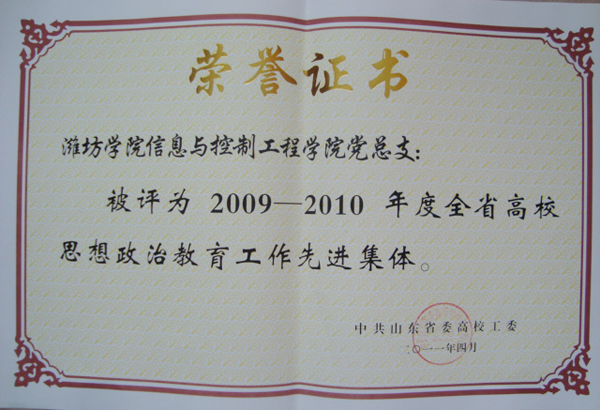 荣誉证书
潍坊学院信息与控制工程学院党总支：
被评为 2009—2010 年度全省高校
思想政治教育工作先进集体。
中共山东省委高校工委
二〇一一年四月